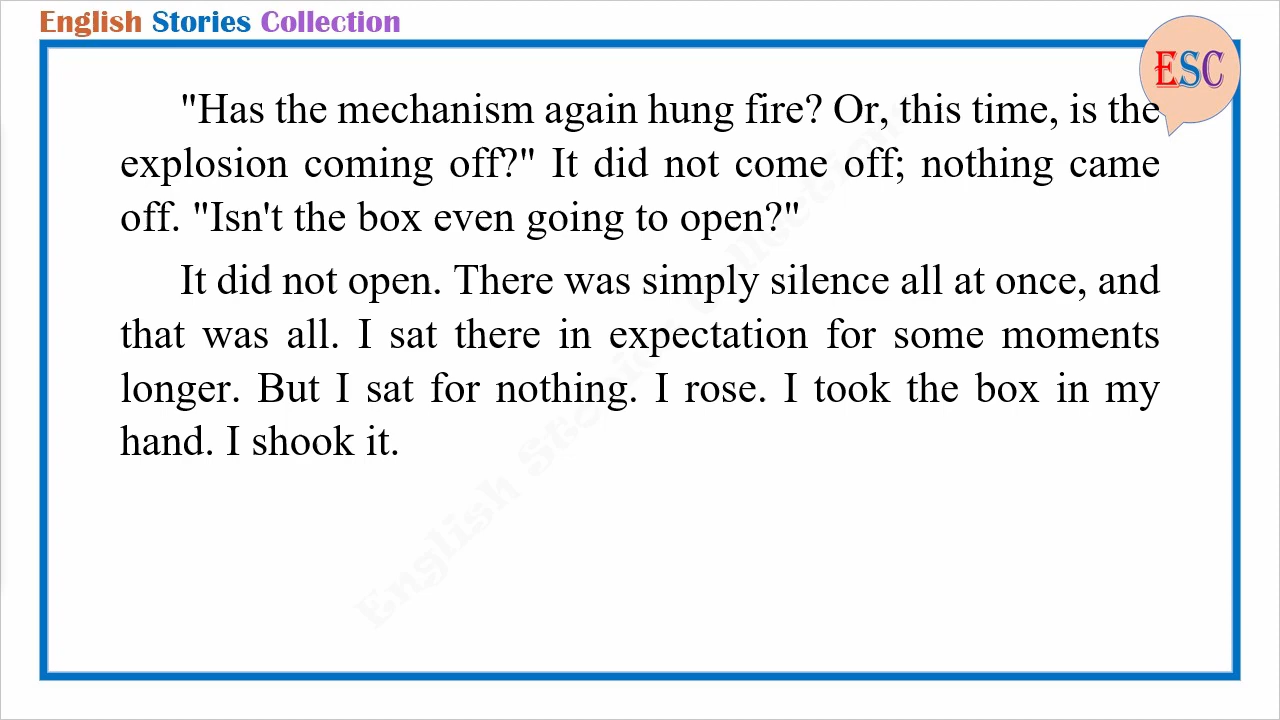 English Stories Collection
ESC
"Has the mechanism again hung fire? Or, this time, is the
explosion coming off?" It did not come off; nothing came
off. "Isn't the box even going to open?"
It did not open. There was simply silence all at once, and
that was all. I sat there in expectation for some moments
longer. But I sat for nothing. I rose. I took the box in my
hand. I shook it.
English Stories Collection